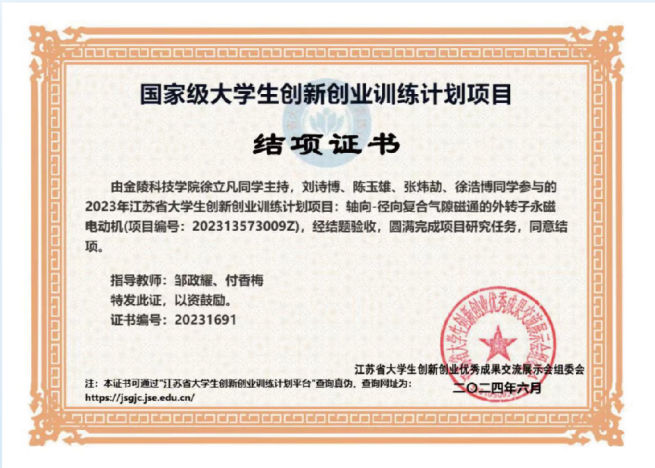 国家级大学生创新创业训练计划项目
结项证书
由金陵科技学院徐立凡同学主持，刘诗博、陈玉雄、张炜劼、徐浩博同学参与的
2023年江苏省大学生创新创业训练计划项目：轴向-径向复合气隙磁通的外转子永磁
电动机(项目编号：202313573009Z)，经结题验收，圆满完成项目研究任务，同意结
项。
指导教师：邹政耀、付香梅
特发此证，以资鼓励。
证书编号：20231691
江苏省大学生创新创业优秀成果交流展示会组委会
二〇二四年六月
注：本证书可通过"江苏省大学生创新创业训练计划平台"查询真伪，查询网址为：
https://jsgjc.jse.edu.cn/